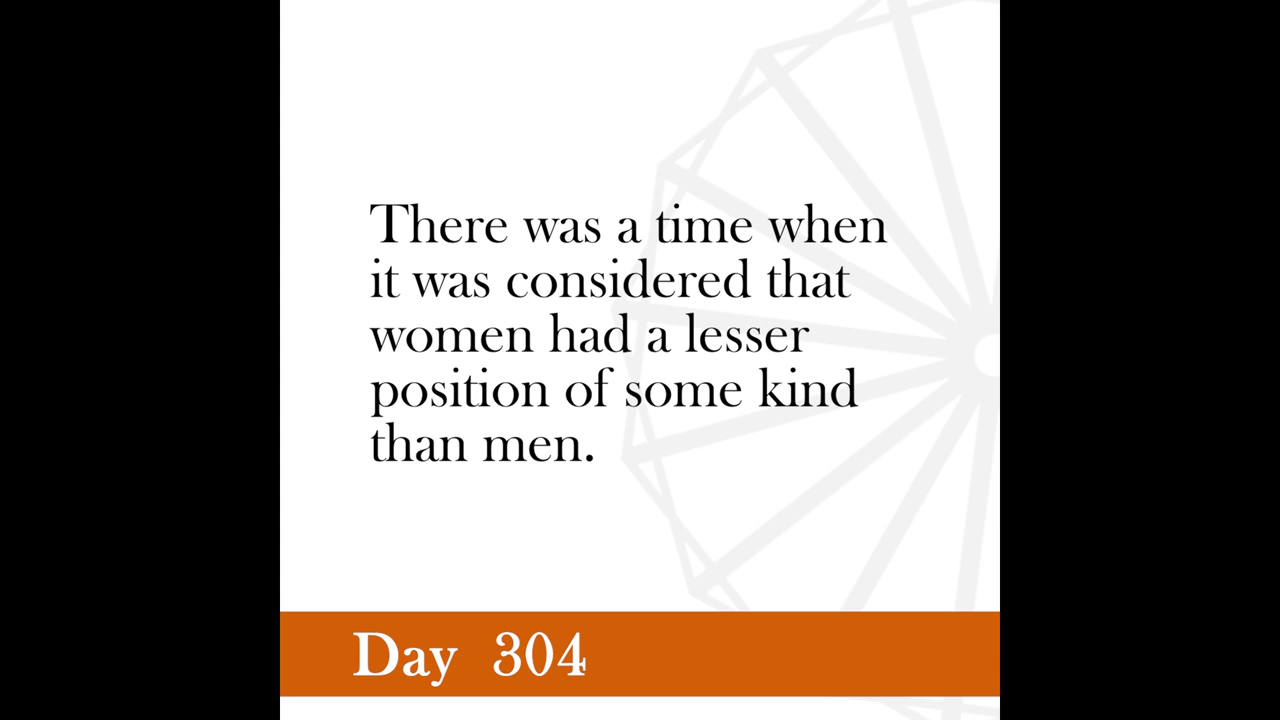 There was a time when
it was considered that
women had a lesser
position of some kind
than men.
Day 304